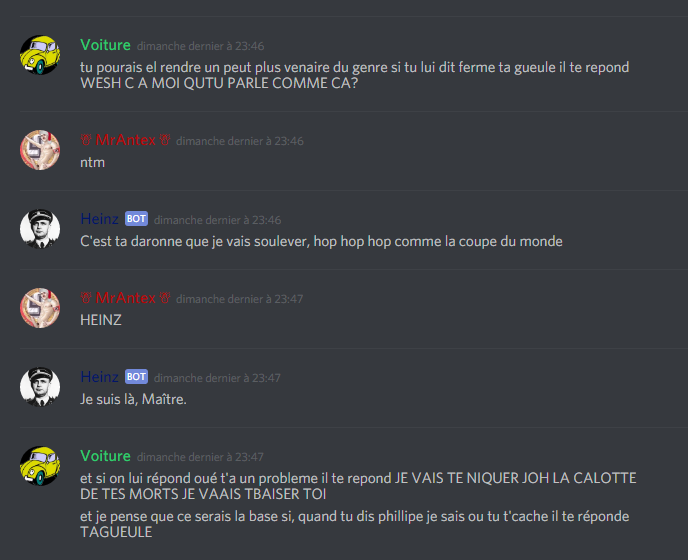 Voiture dimanche dernier à 23:46
tu pourais el rendre un peut plus venaire du genre si tu lui dit ferme ta gueule il te repond
WESH C A MOI QUTU PARLE COMME CA?
MrAntex dimanche dernier à 23:46
ntm
Heinz BOT dimanche dernier à 23:46
C'est ta daronne que je vais soulever, hop hop hop comme la coupe du monde
MrAntex dimanche dernier à 23:47
HEINZ
Heinz BOT dimanche dernier à 23:47
Je suis là, Maître.
Voiture dimanche dernier à 23:47
et si on lui répond oué t'a un probleme il te repond JE VAIS TE NIQUER JOH LA CALOTTE
DE TES MORTS JE VAAIS TBAISER TOI
et je pense que ce serais la base si, quand tu dis phillipe je sais ou tu t'cache il te réponde
TAGUEULE